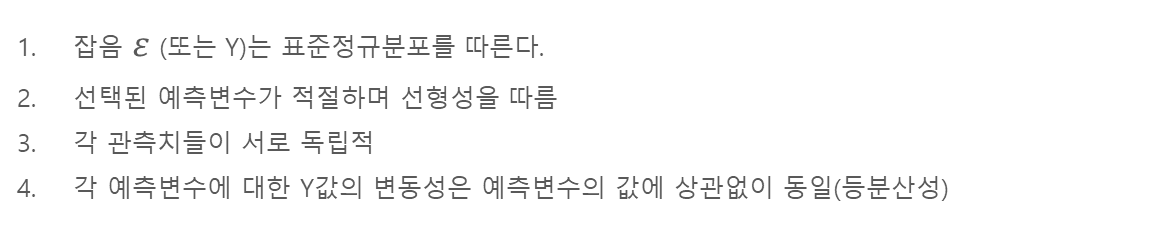 1. 잡음 ε (또는 Y)는 표준정규분포를 따른다.
2. 선택된 예측변수가 적절하며 선형성을 따름
3. 각 관측치들이 서로 독립적
4. 각 예측변수에 대한 Y값의 변동성은 예측변수의 값에 상관없이 동일(등분산성)